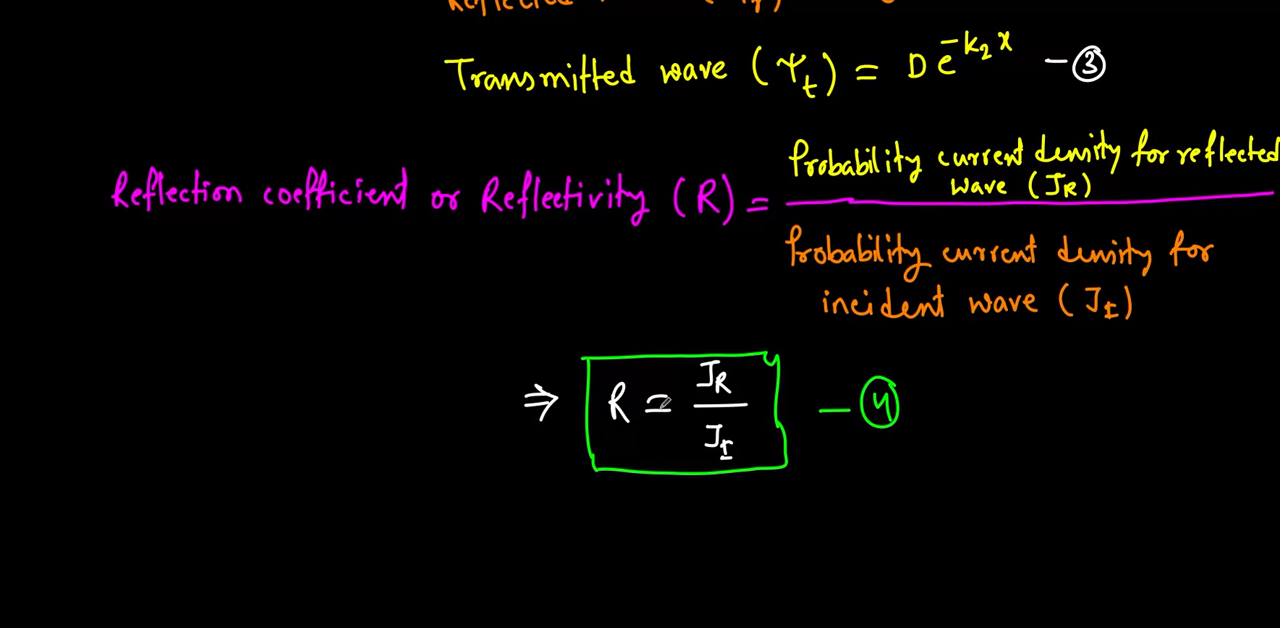 Transmitted wave (Ψt) = D e^-k2x - ③
Probability current density for reflected
wave (JR)
Reflection coefficient or Reflectivity (R) =
Probability current density for
incident wave (JI)
⇒ R = JR / JI - ④